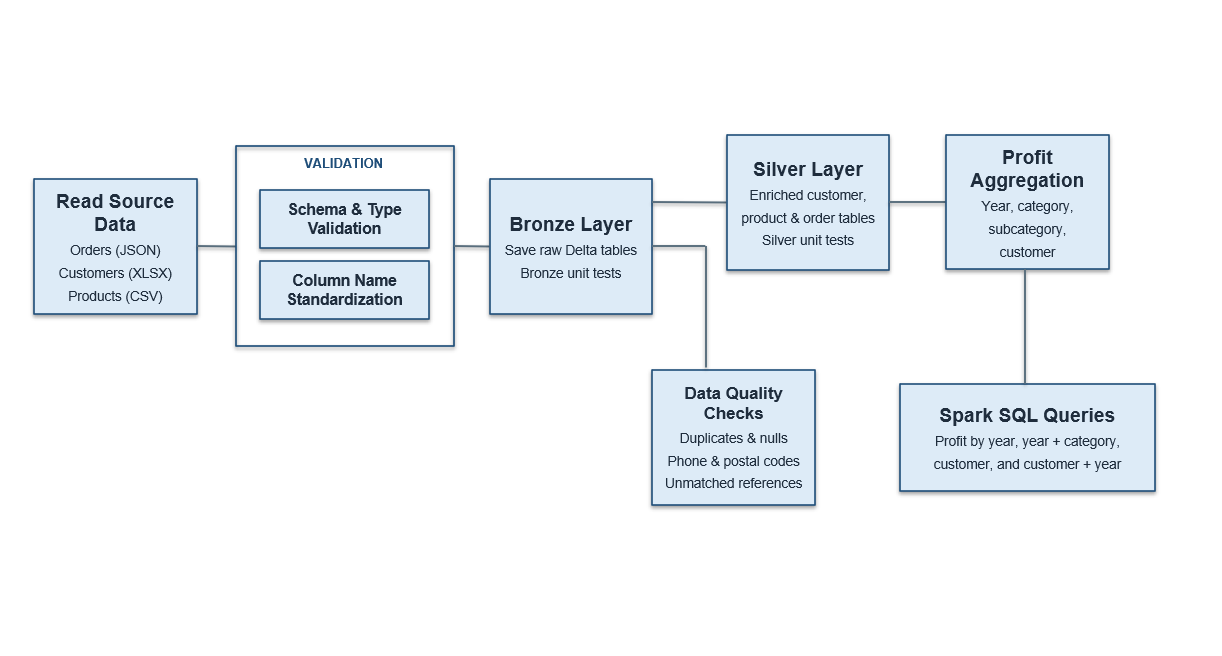 Read Source
Data
Orders (JSON)
Customers (XLSX)
Products (CSV)
VALIDATION
Schema & Type
Validation
Column Name
Standardization
Bronze Layer
Save raw Delta tables
Bronze unit tests
Silver Layer
Enriched customer,
product & order tables
Silver unit tests
Profit
Aggregation
Year, category,
subcategory,
customer
Data Quality
Checks
Duplicates & nulls
Phone & postal codes
Unmatched references
Spark SQL Queries
Profit by year, year + category,
customer, and customer + year